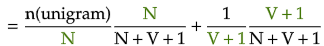 = n(unigram)/N N/(N + V + 1) + 1/(V + 1) (V + 1)/(N + V + 1)